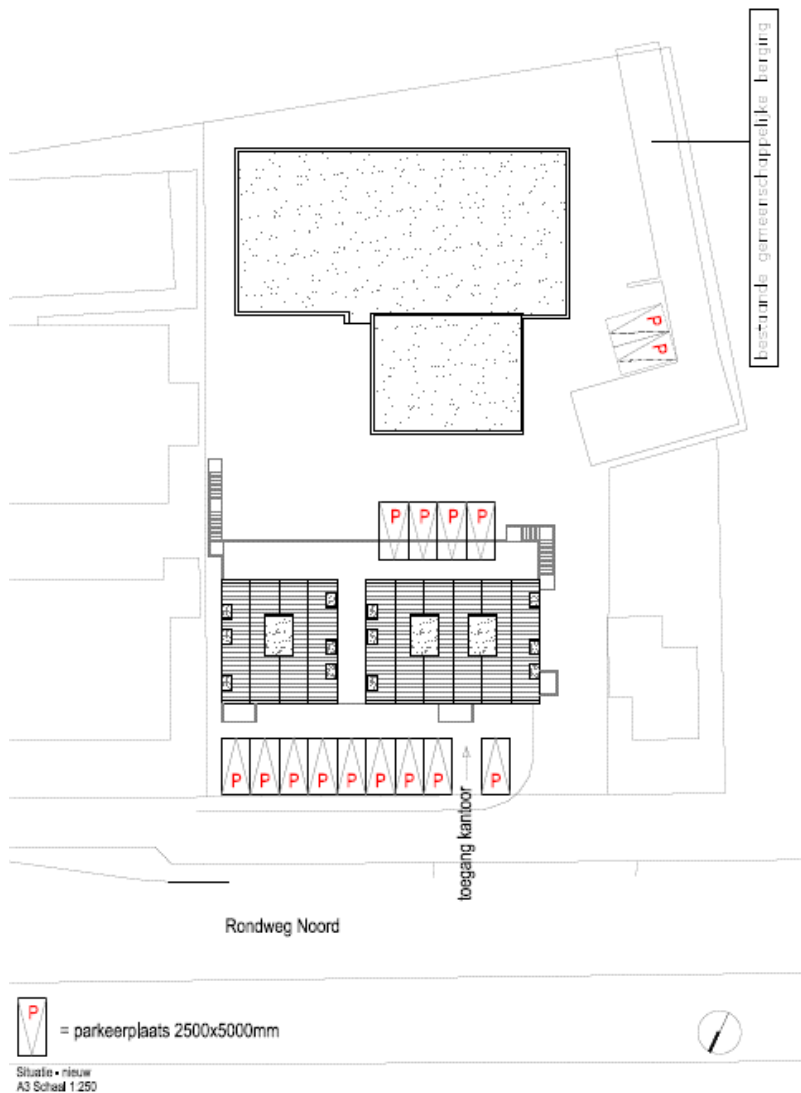 bestaande gemeenschappelijke berging
P
P
P P P P
P P P P P P P P P
toegang kantoor
Rondweg Noord
P
= parkeerplaats 2500x5000mm
Situatie - nieuw
A3 Schaal 1:250